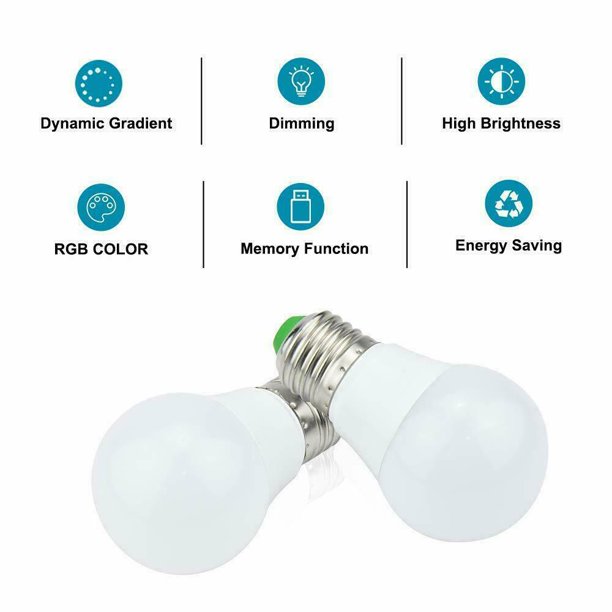 Dynamic Gradient
Dimming
High Brightness
RGB COLOR
Memory Function
Energy Saving